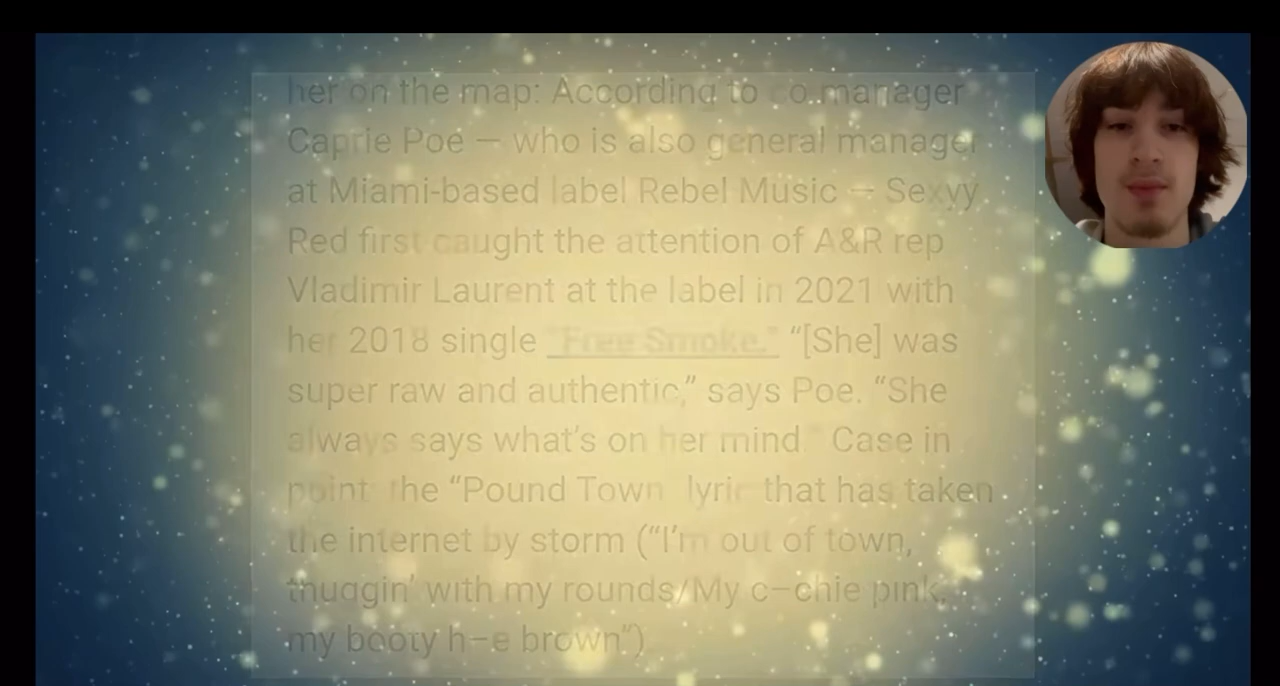 her on the map: According to co manager
Caprie Poe — who is also general manager
at Miami-based label Rebel Music — Sexyy
Red first caught the attention of A&R rep
Vladimir Laurent at the label in 2021 with
her 2018 single "Free Smoke." “[She] was
super raw and authentic,” says Poe. “She
always says what’s on her mind.” Case in
point: the “Pound Town” lyric that has taken
the internet by storm (“I’m out of town,
thuggin’ with my rounds/My c–chie pink,
my booty h–e brown”)